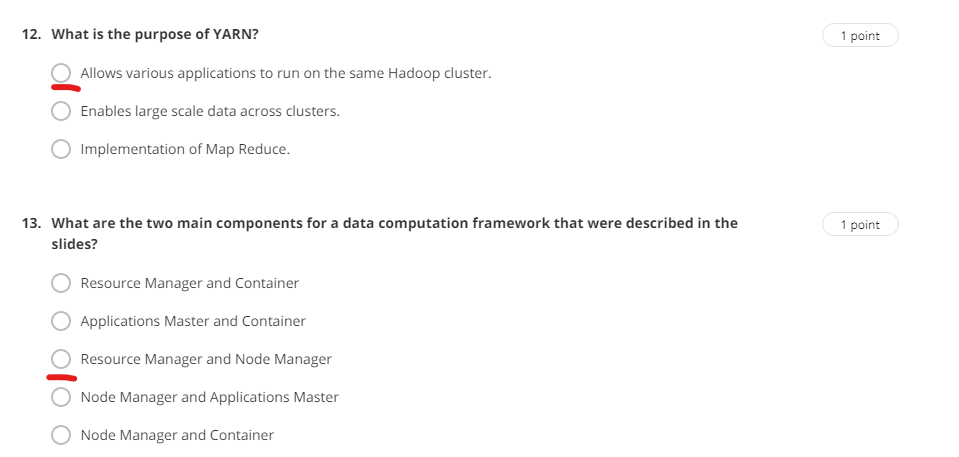 12. What is the purpose of YARN? 1 point
Allows various applications to run on the same Hadoop cluster.
Enables large scale data across clusters.
Implementation of Map Reduce.
13. What are the two main components for a data computation framework that were described in the 1 point
slides?
Resource Manager and Container
Applications Master and Container
Resource Manager and Node Manager
Node Manager and Applications Master
Node Manager and Container